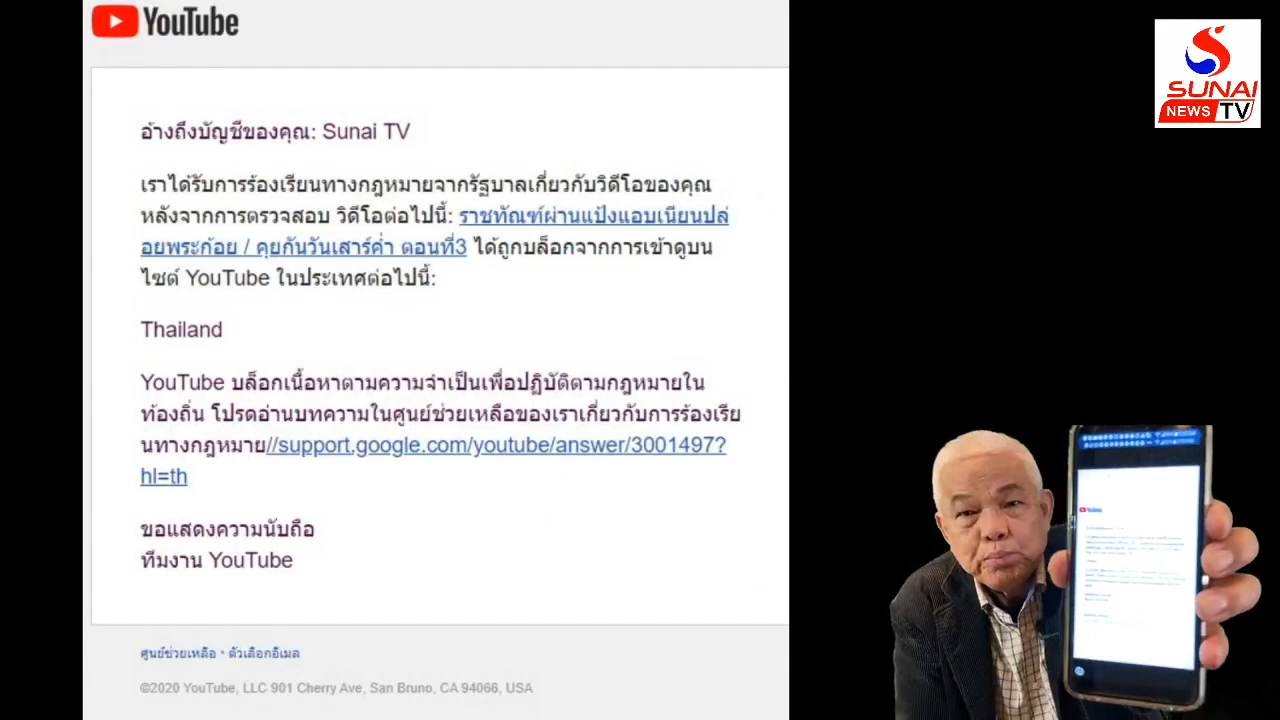 YouTube
SUNAI
NEWS TV
อ้างถึงบัญชีของคุณ: Sunai TV
เราได้รับการร้องเรียนทางกฎหมายจากรัฐบาลเกี่ยวกับวิดีโอของคุณ
หลังจากการตรวจสอบ วิดีโอต่อไปนี้: ราชทัณฑ์ผ่านแป้งแอบเนียนปล่
อยพระก้อย / คุยกันวันเสาร์ค่ำ ตอนที่3 ได้ถูกบล็อกจากการเข้าดูบน
ไซต์ YouTube ในประเทศต่อไปนี้:
Thailand
YouTube บล็อกเนื้อหาตามความจำเป็นเพื่อปฏิบัติตามกฎหมายใน
ท้องถิ่น โปรดอ่านบทความในศูนย์ช่วยเหลือของเราเกี่ยวกับการร้องเรีย
นทางกฎหมาย//support.google.com/youtube/answer/3001497?
hl=th
ขอแสดงความนับถือ
ทีมงาน YouTube
ศูนย์ช่วยเหลือ • ตัวเลือกอีเมล
©2020 YouTube, LLC 901 Cherry Ave, San Bruno, CA 94066, USA